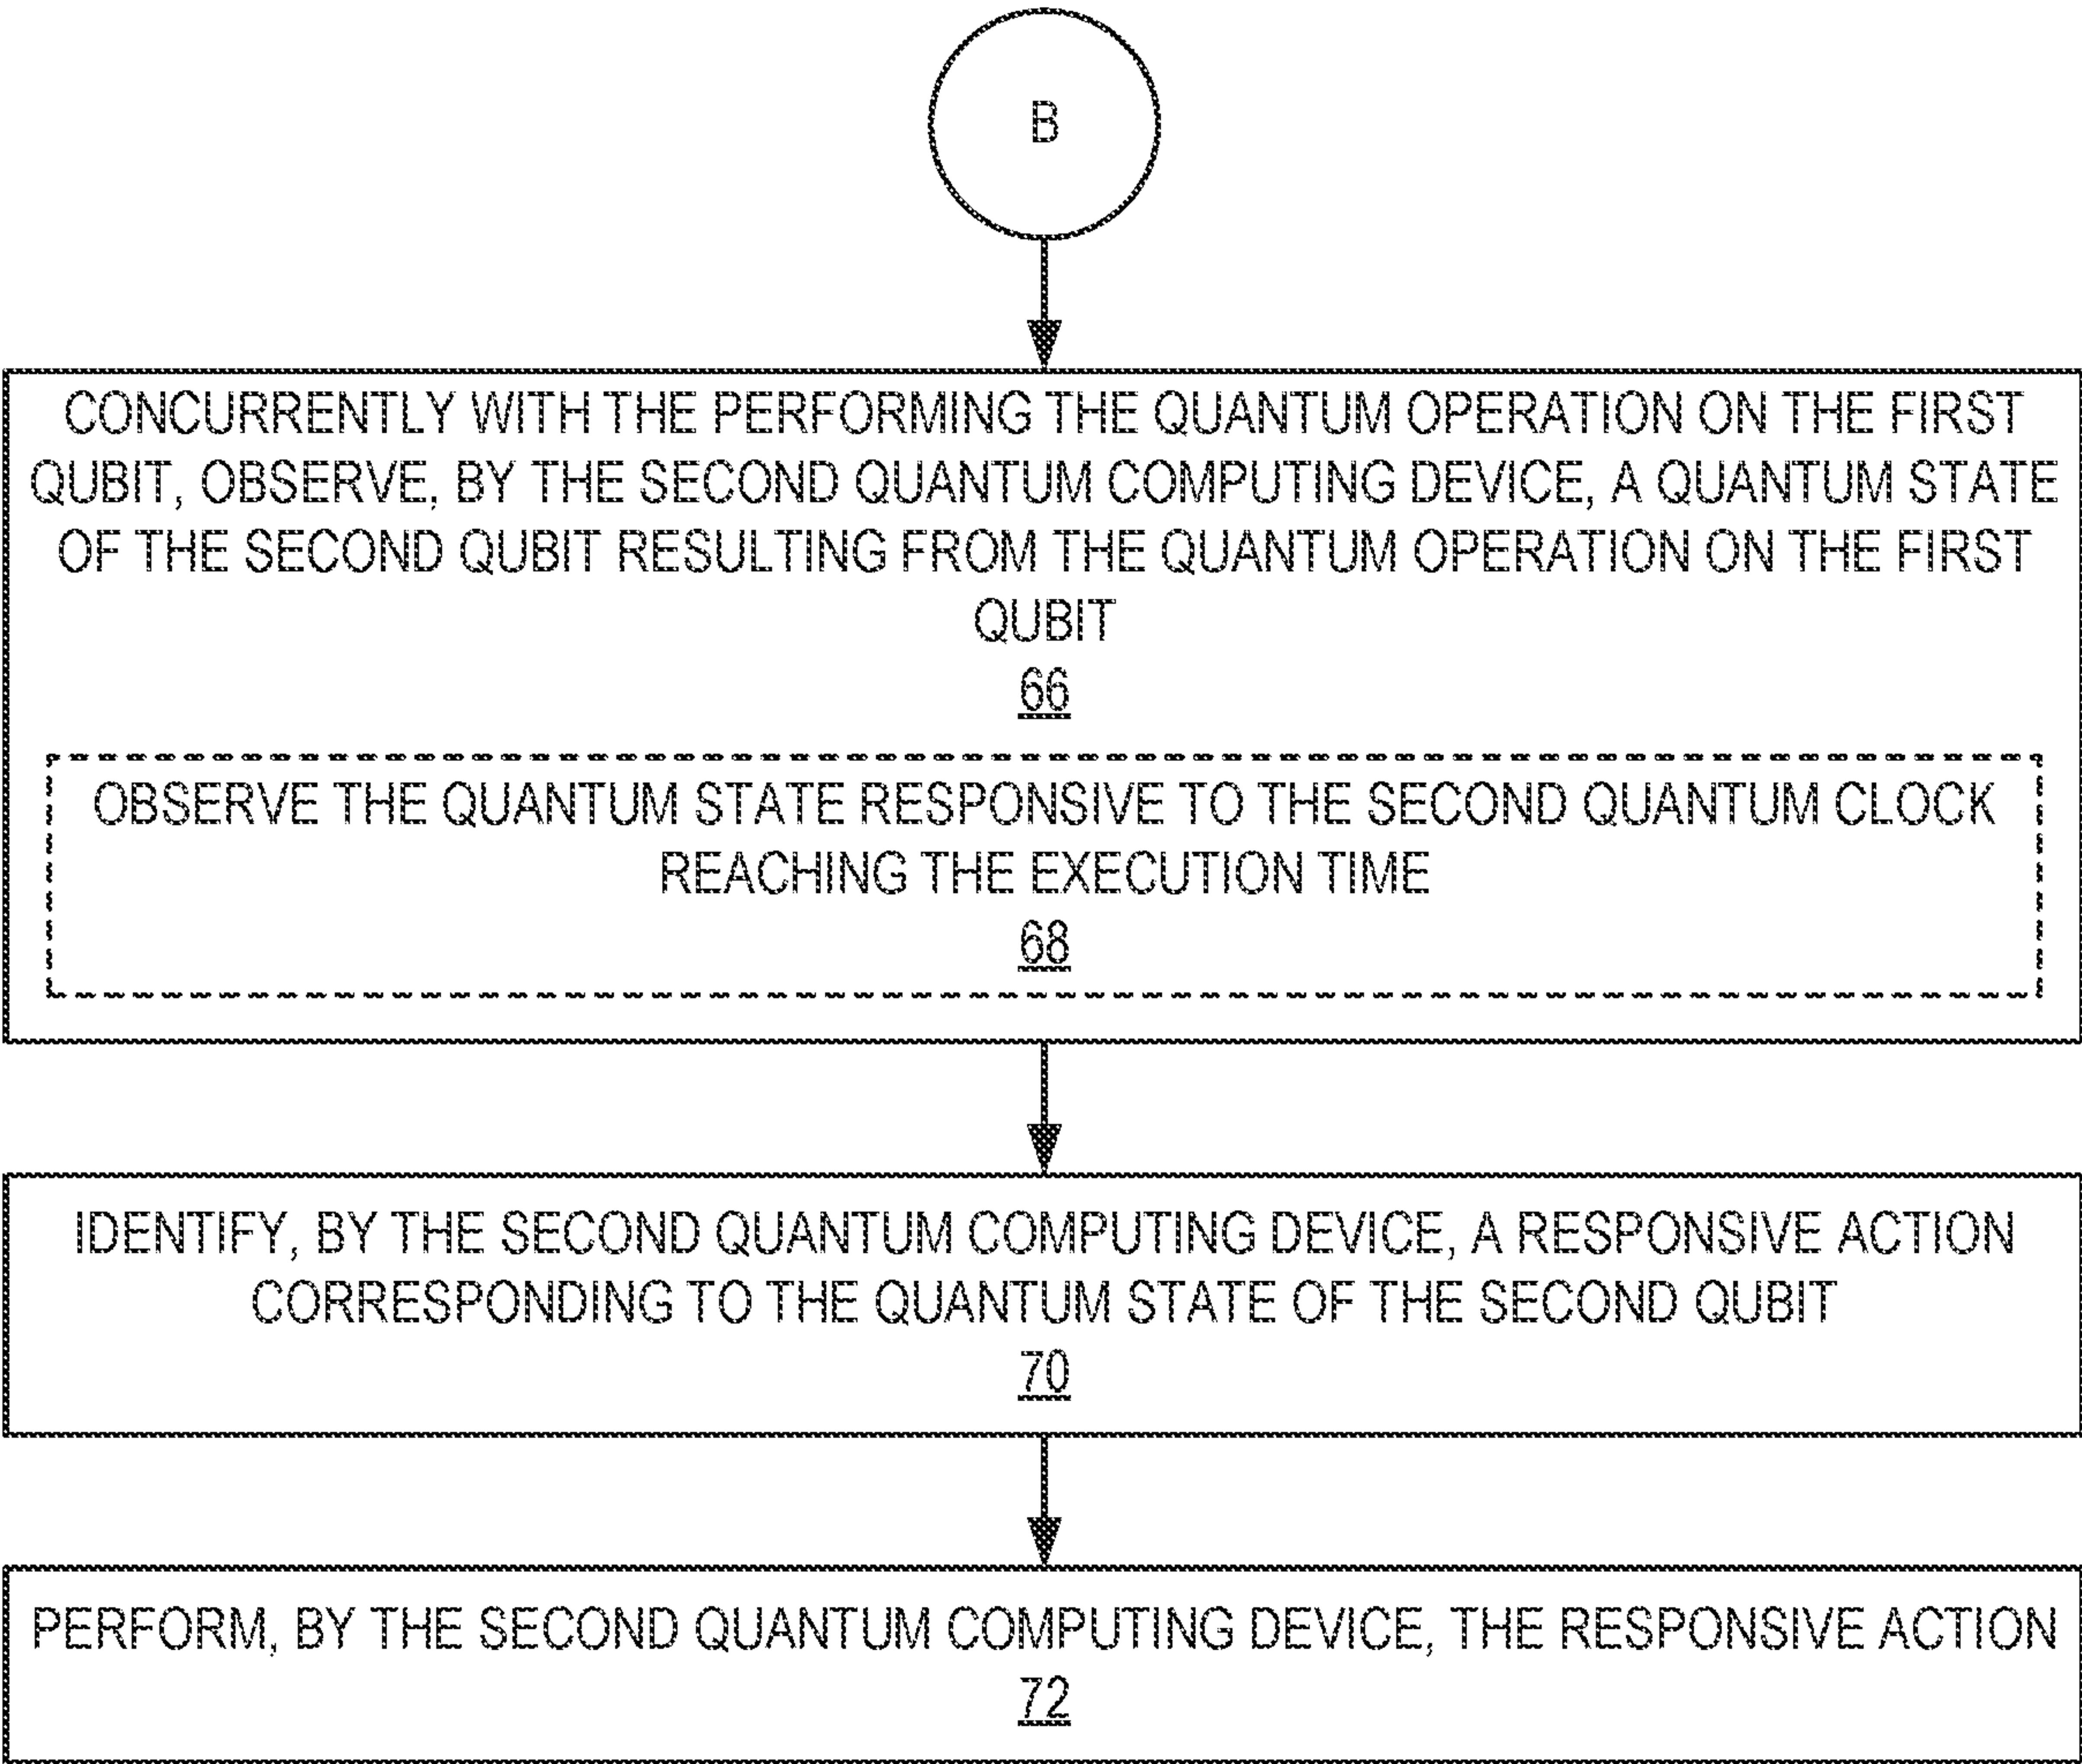 B
CONCURRENTLY WITH THE PERFORMING THE QUANTUM OPERATION ON THE FIRST
QUBIT, OBSERVE, BY THE SECOND QUANTUM COMPUTING DEVICE, A QUANTUM STATE
OF THE SECOND QUBIT RESULTING FROM THE QUANTUM OPERATION ON THE FIRST
QUBIT
66
OBSERVE THE QUANTUM STATE RESPONSIVE TO THE SECOND QUANTUM CLOCK
REACHING THE EXECUTION TIME
68
IDENTIFY, BY THE SECOND QUANTUM COMPUTING DEVICE, A RESPONSIVE ACTION
CORRESPONDING TO THE QUANTUM STATE OF THE SECOND QUBIT
70
PERFORM, BY THE SECOND QUANTUM COMPUTING DEVICE, THE RESPONSIVE ACTION
72